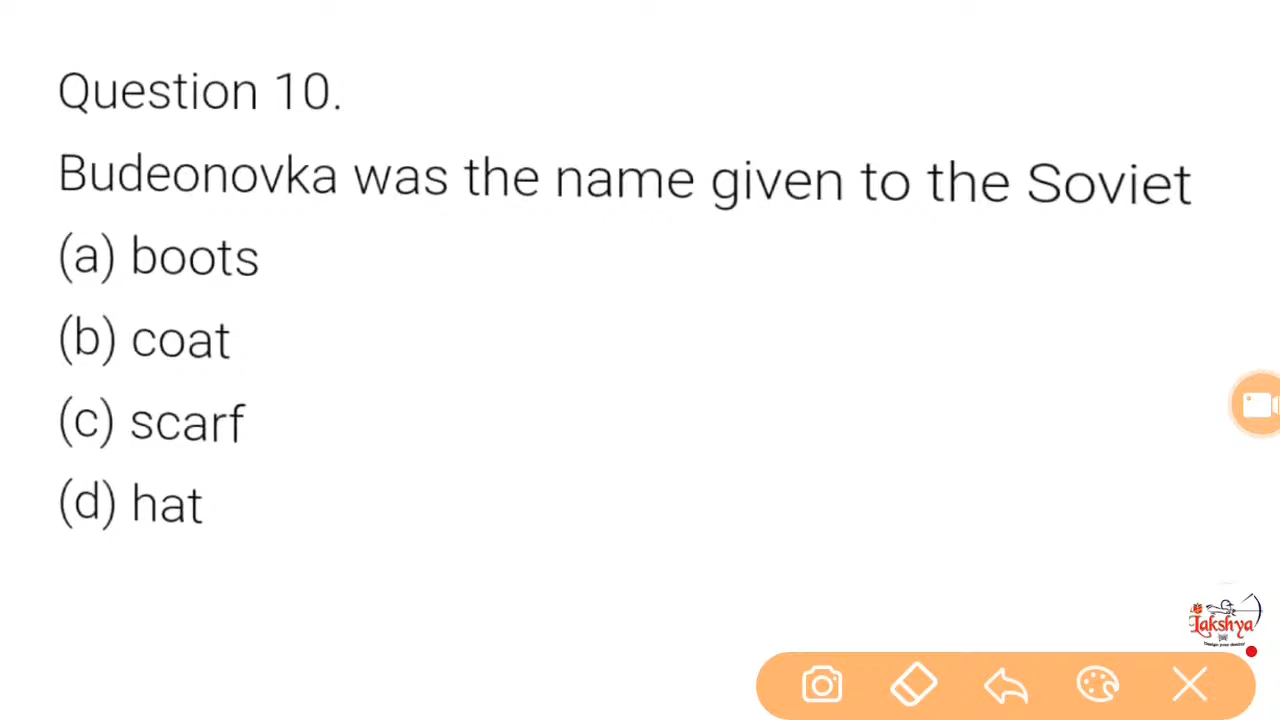 Question 10.
Budeonovka was the name given to the Soviet
(a) boots
(b) coat
(c) scarf
(d) hat
Lakshya